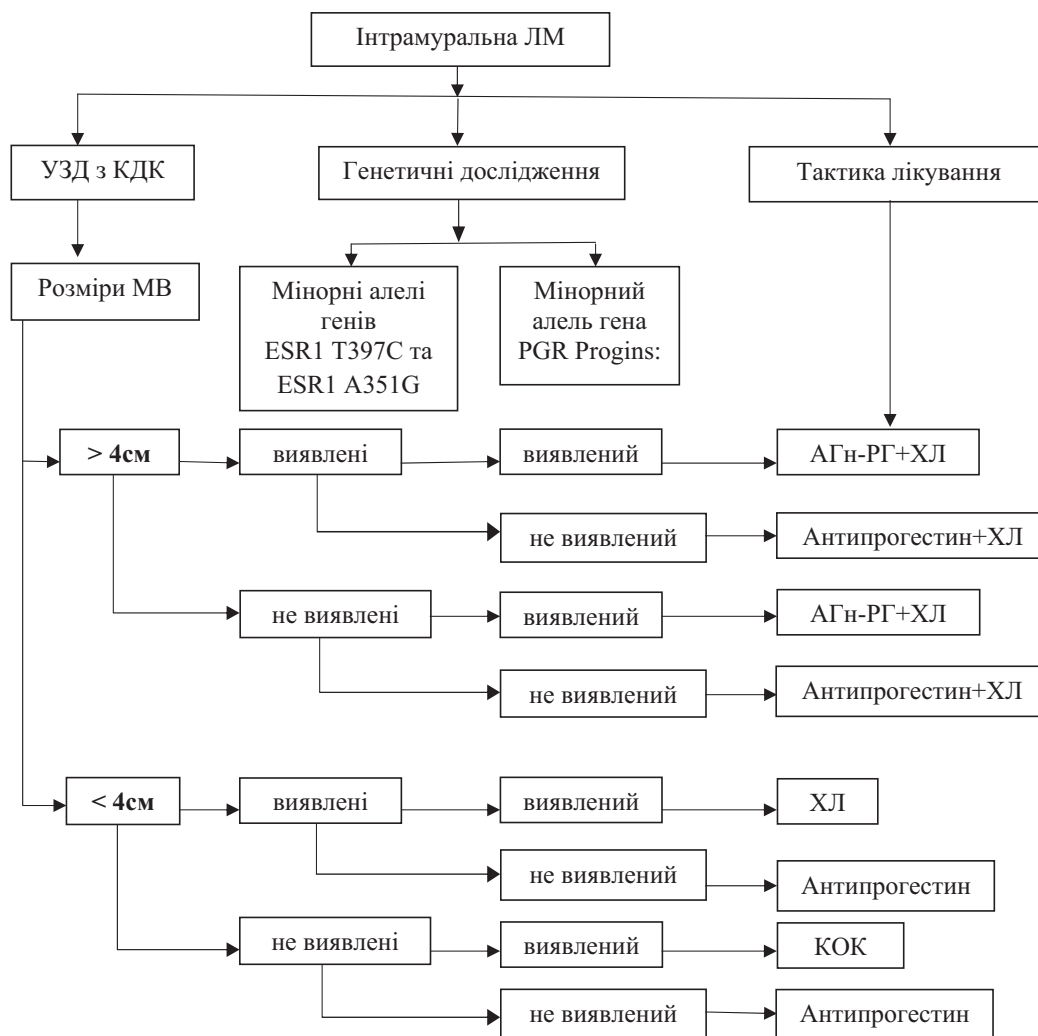 Інтрамуральна ЛМ
УЗД з КДК
Генетичні дослідження
Тактика лікування
Розміри МВ
Мінорні алелі
генів
ESR1 T397C та
ESR1 A351G
Мінорний
алель гена
PGR Progins:
> 4см
виявлені
виявлений
АГн-РГ+ХЛ
не виявлений
Антипрогестин+ХЛ
не виявлені
виявлений
АГн-РГ+ХЛ
не виявлений
Антипрогестин+ХЛ
< 4см
виявлені
виявлений
ХЛ
не виявлений
Антипрогестин
не виявлені
виявлений
КОК
не виявлений
Антипрогестин